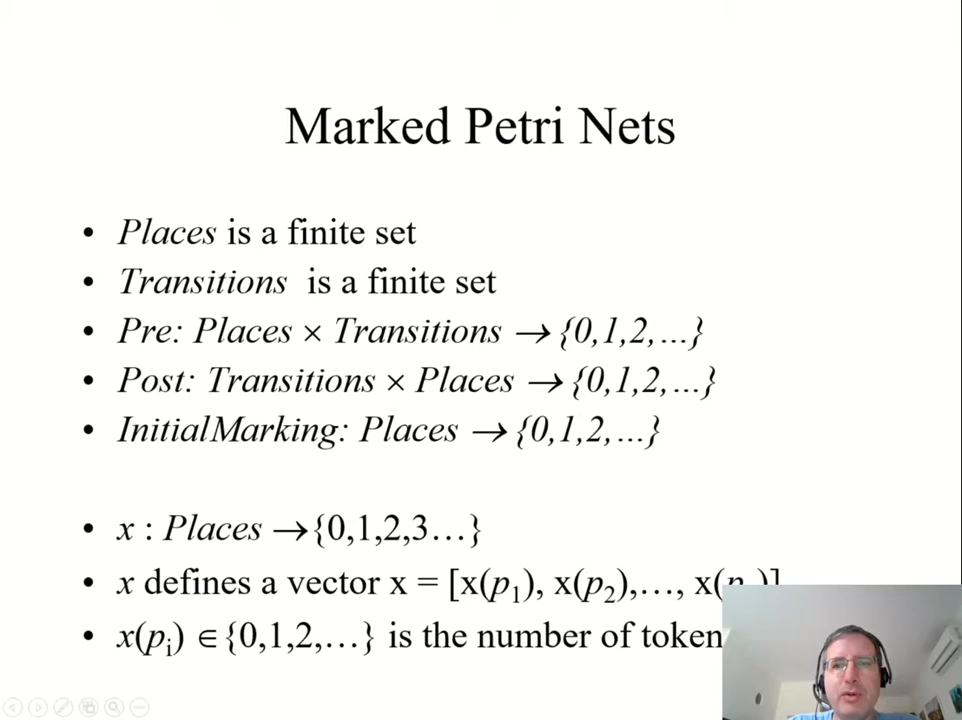 Marked Petri Nets
• Places is a finite set
• Transitions is a finite set
• Pre: Places × Transitions → {0,1,2,…}
• Post: Transitions × Places → {0,1,2,…}
• InitialMarking: Places → {0,1,2,…}
• x : Places →{0,1,2,3…}
• x defines a vector x = [x(p₁), x(p₂),…, x(
• x(pᵢ) ∈{0,1,2,…} is the number of token